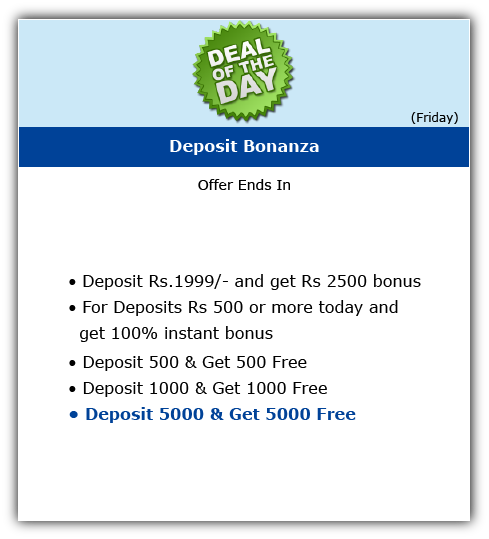 DEAL
OF THE
DAY
(Friday)
Deposit Bonanza
Offer Ends In
• Deposit Rs.1999/- and get Rs 2500 bonus
• For Deposits Rs 500 or more today and
get 100% instant bonus
• Deposit 500 & Get 500 Free
• Deposit 1000 & Get 1000 Free
• Deposit 5000 & Get 5000 Free